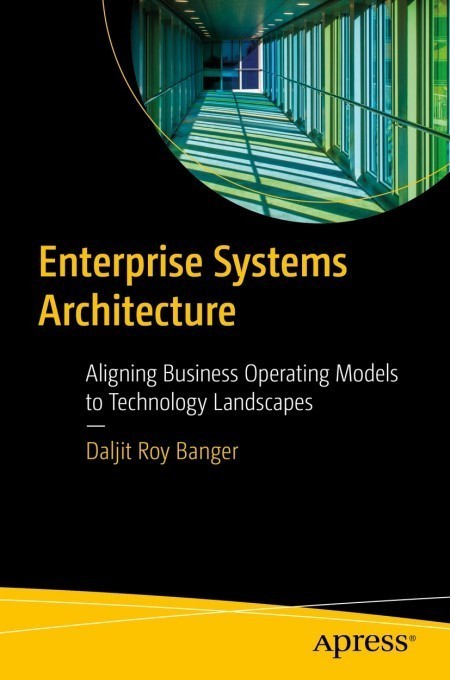 Enterprise Systems
Architecture
Aligning Business Operating Models
to Technology Landscapes
—
Daljit Roy Banger
Apress®